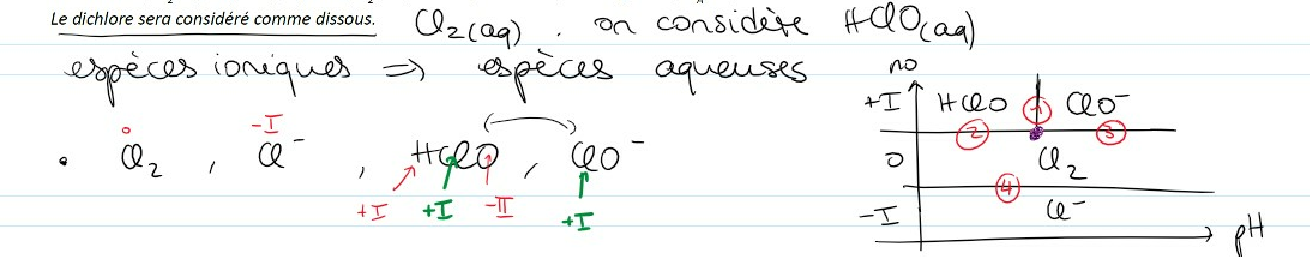 Le dichlore sera considéré comme dissous. Cl₂(aq) . on considère HClO(aq)
espèces ioniques => espèces aqueuses
• Cl₂ , Cl⁻ , HClO , ClO⁻
0 -I
+I +I -II +I
no
+I HClO ① ClO⁻
② ③
0 Cl₂
④
-I Cl⁻
pH